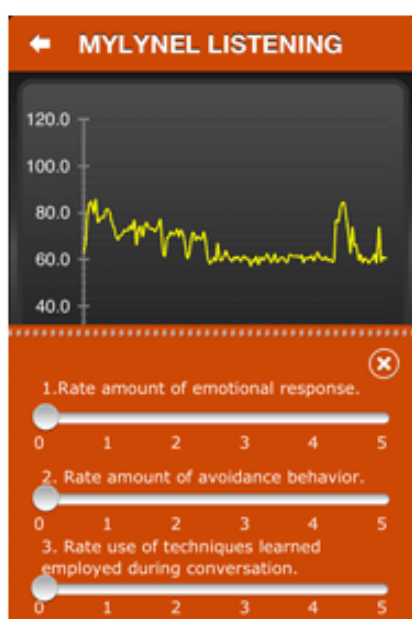 MYLYNEL LISTENING
120.0
100.0
80.0
60.0
40.0
1.Rate amount of emotional response.
0 1 2 3 4 5
2. Rate amount of avoidance behavior.
0 1 2 3 4 5
3. Rate use of techniques learned
employed during conversation.
0 1 2 3 4 5